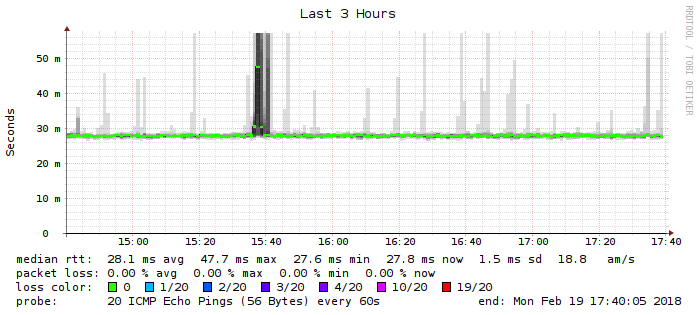 Last 3 Hours
RRDTOOL / TOBI OETIKER
Seconds
50 m
40 m
30 m
20 m
10 m
0
15:00 15:20 15:40 16:00 16:20 16:40 17:00 17:20 17:40
median rtt: 28.1 ms avg 47.7 ms max 27.6 ms min 27.8 ms now 1.5 ms sd 18.8 am/s
packet loss: 0.00 % avg 0.00 % max 0.00 % min 0.00 % now
loss color: 0 1/20 2/20 3/20 4/20 10/20 19/20
probe: 20 ICMP Echo Pings (56 Bytes) every 60s end: Mon Feb 19 17:40:05 2018